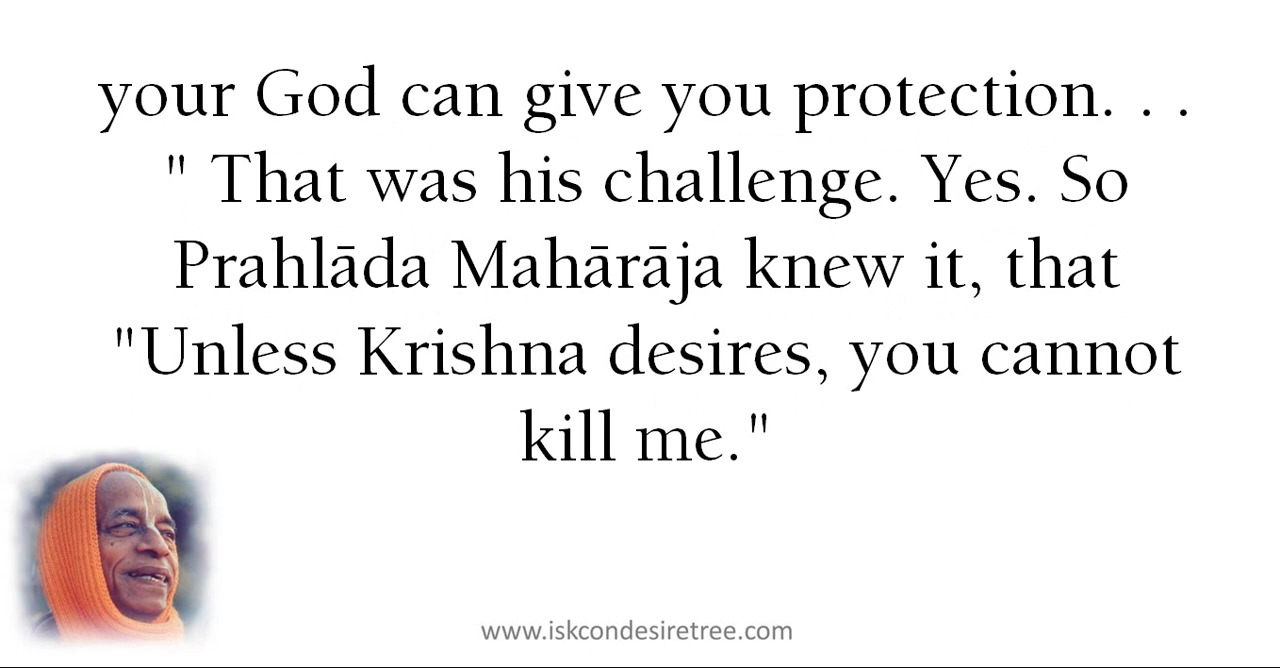 your God can give you protection. . .
" That was his challenge. Yes. So
Prahlāda Mahārāja knew it, that
"Unless Krishna desires, you cannot
kill me."
www.iskcondesiretree.com